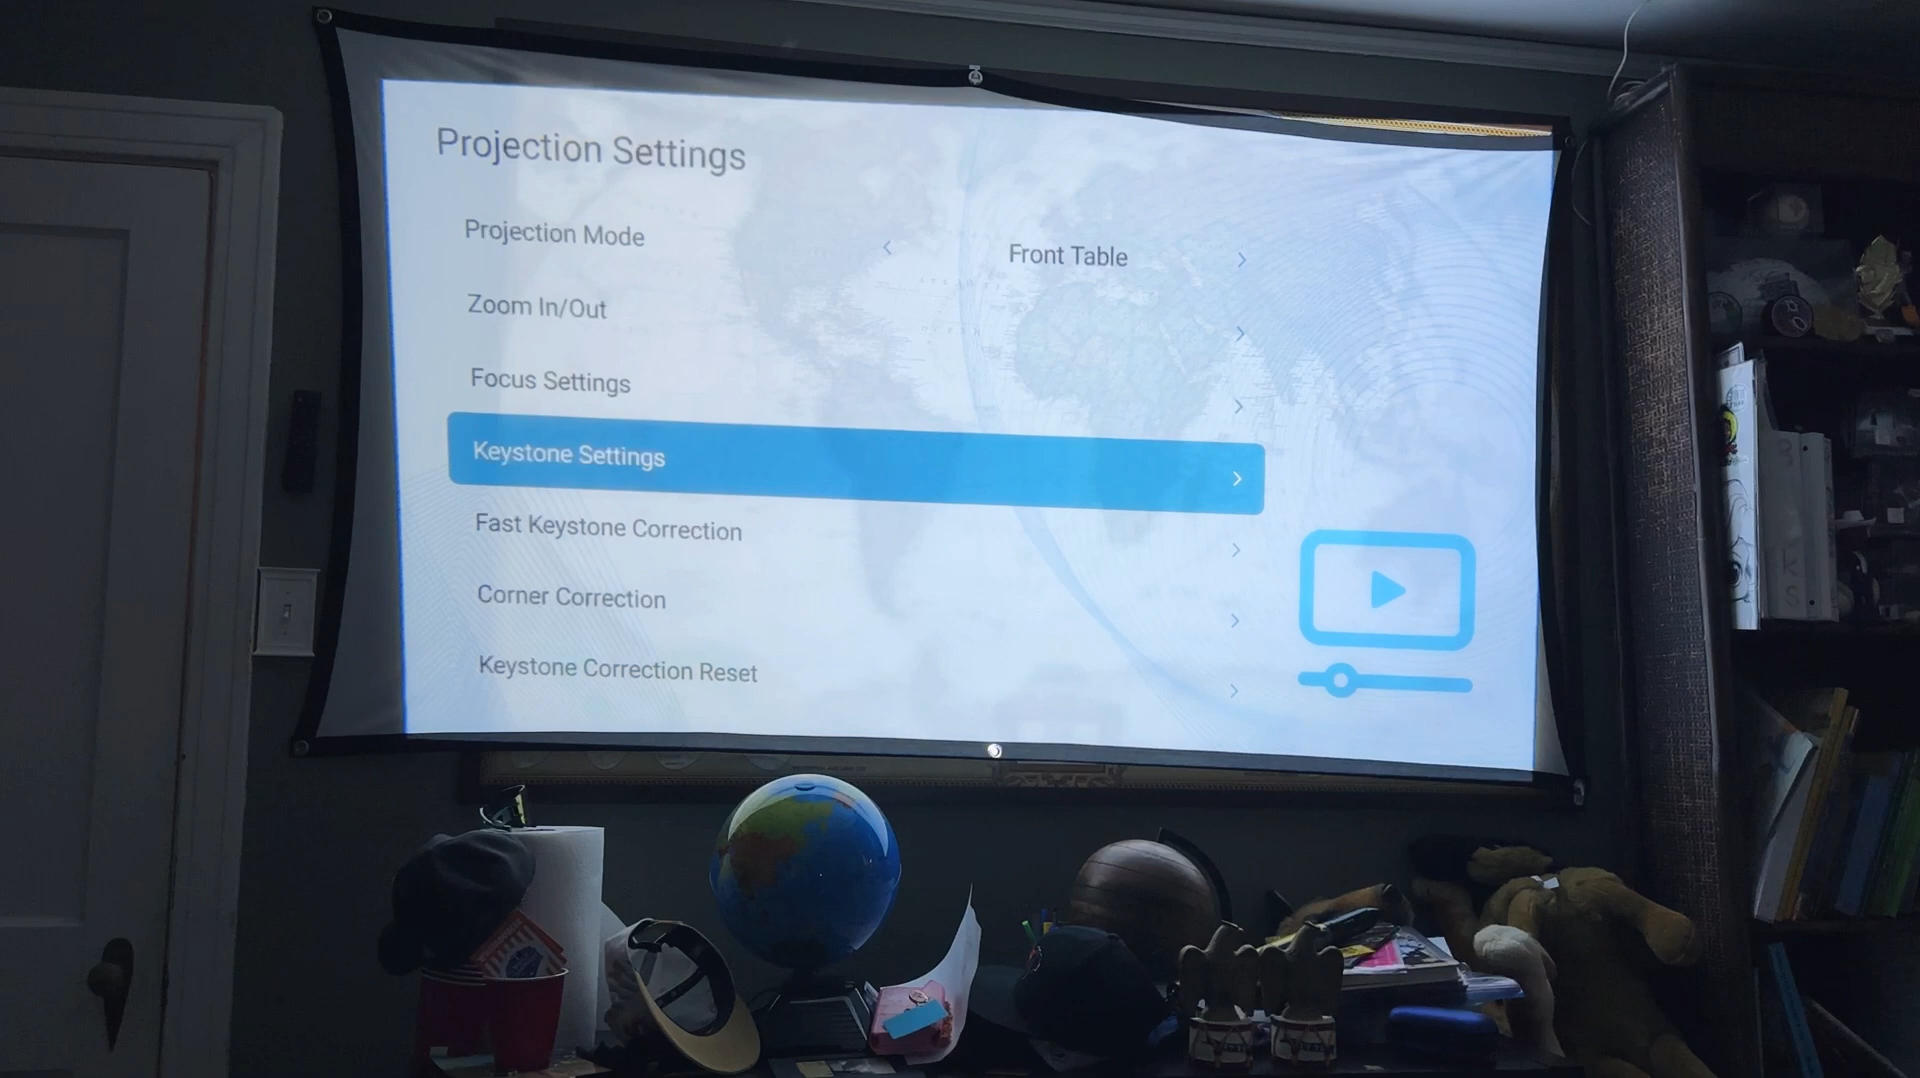 Projection Settings
Projection Mode
Front Table
Zoom In/Out
Focus Settings
Keystone Settings
Fast Keystone Correction
Corner Correction
Keystone Correction Reset